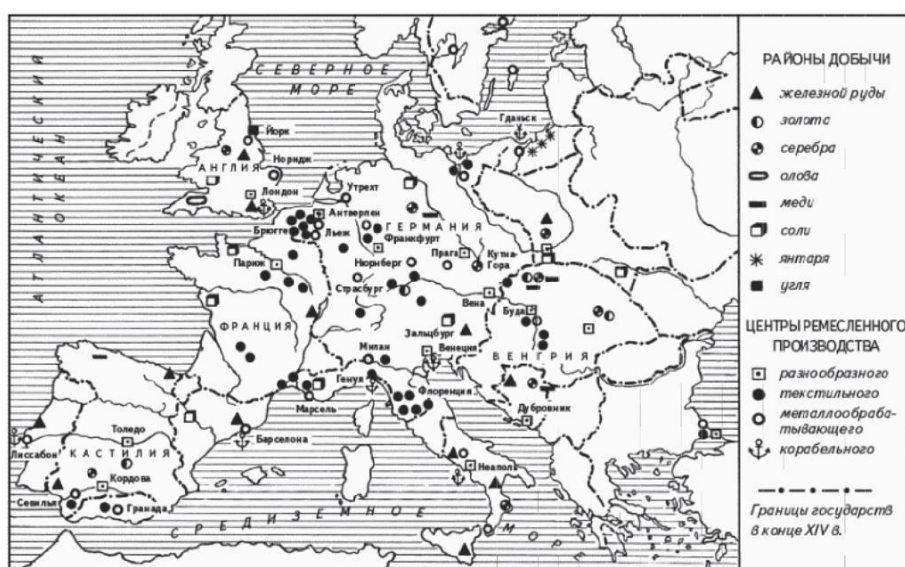 АТЛАНТИЧЕСКИЙ
ОКЕАН
СЕВЕРНОЕ
МОРЕ
Гданьск
Йорк
Норидж
АНГЛИЯ
Лондон
Утрехт
Антверпен
ГЕРМАНИЯ
Брюгге
Льеж
Франкфурт
Париж
Нюрнберг
Прага
Кутна-
Гора
Страсбург
Вена
Буда
ФРАНЦИЯ
Зальцбург
Венеция
ВЕНГРИЯ
Милан
Генуя
Флоренция
Марсель
Дубровник
Толедо
Барселона
Лиссабон
КАСТИЛИЯ
Неаполь
Кордова
Севилья
Гранада
СРЕДИЗЕМНОЕ
МОРЕ
РАЙОНЫ ДОБЫЧИ
железной руды
золота
серебра
олова
меди
соли
янтаря
угля
ЦЕНТРЫ РЕМЕСЛЕННОГО
ПРОИЗВОДСТВА
разнообразного
текстильного
металлообраба-
тывающего
корабельного
Границы государств
в конце XIV в.